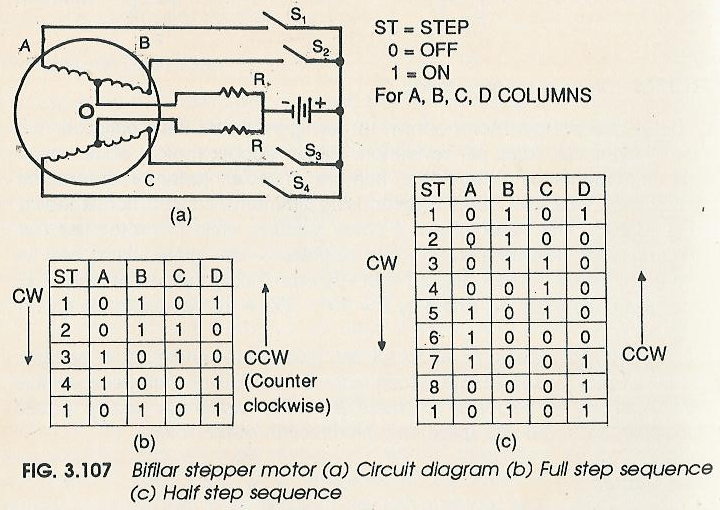 A
B
C
S1
S2
S3
S4
R
R
- +
(a)
ST = STEP
0 = OFF
1 = ON
For A, B, C, D COLUMNS
CW
ST A B C D
1 0 1 0 1
2 0 1 1 0
3 1 0 1 0
4 1 0 0 1
1 0 1 0 1
CCW
(Counter
clockwise)
(b)
CW
ST A B C D
1 0 1 0 1
2 0 1 0 0
3 0 1 1 0
4 0 0 1 0
5 1 0 1 0
6 1 0 0 0
7 1 0 0 1
8 0 0 0 1
1 0 1 0 1
CCW
(c)
FIG. 3.107 Bifilar stepper motor (a) Circuit diagram (b) Full step sequence
(c) Half step sequence